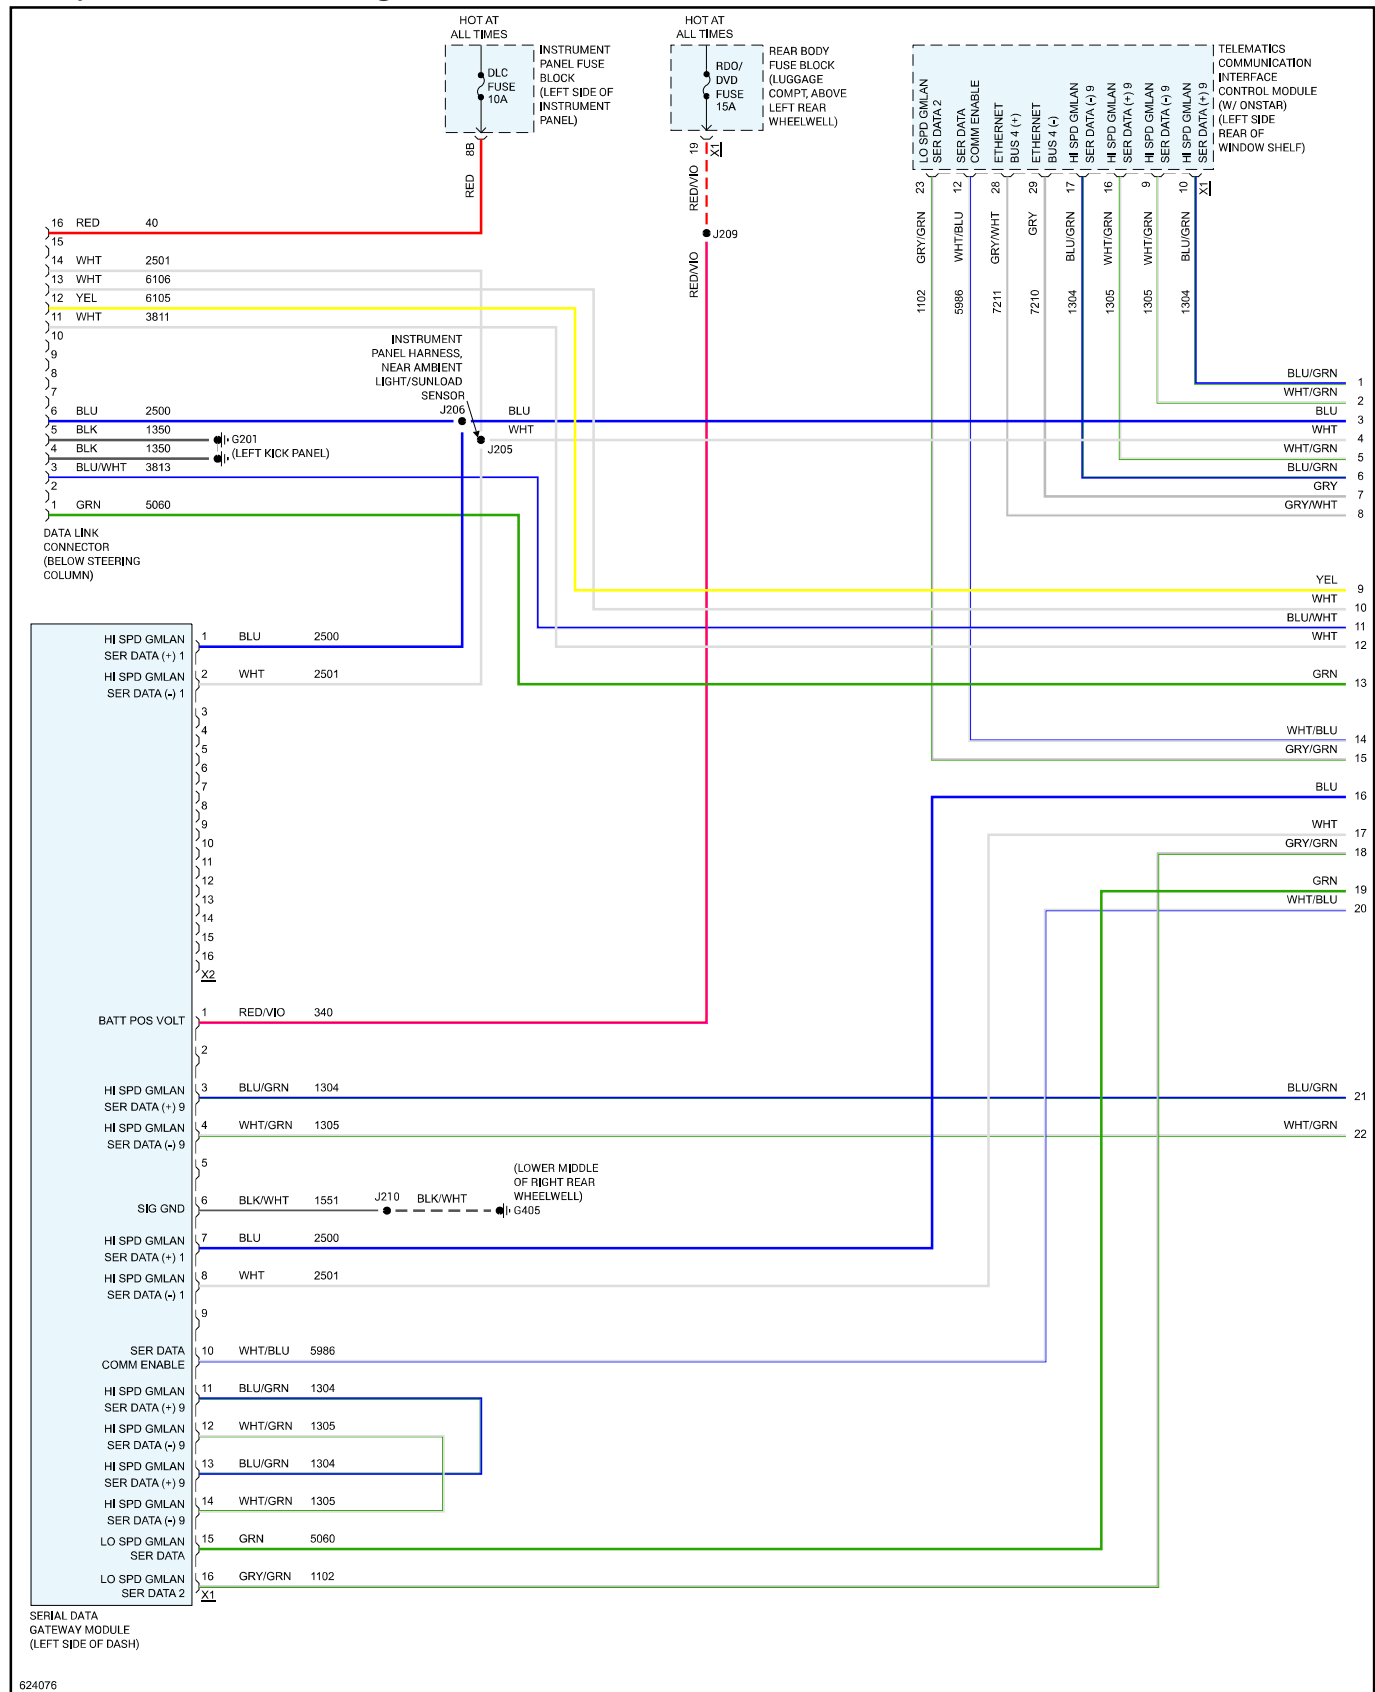 HOT AT
ALL TIMES
DLC
FUSE
10A
INSTRUMENT
PANEL FUSE
BLOCK
(LEFT SIDE OF
INSTRUMENT
PANEL)
8B
RED
HOT AT
ALL TIMES
RDO/
DVD
FUSE
15A
REAR BODY
FUSE BLOCK
(LUGGAGE
COMPT, ABOVE
LEFT REAR
WHEELWELL)
19
X1
RED/VIO
J209
RED/VIO
LO SPD GMLAN
SER DATA 2
SER DATA
COMM ENABLE
ETHERNET
BUS 4 (+)
ETHERNET
BUS 4 (-)
HI SPD GMLAN
SER DATA (-) 9
HI SPD GMLAN
SER DATA (+) 9
HI SPD GMLAN
SER DATA (-) 9
HI SPD GMLAN
SER DATA (+) 9
TELEMATICS
COMMUNICATION
INTERFACE
CONTROL MODULE
(W/ ONSTAR)
(LEFT SIDE
REAR OF
WINDOW SHELF)
23 12 28 29 17 16 9 10 X1
GRY/GRN WHT/BLU GRY/WHT GRY BLU/GRN WHT/GRN WHT/GRN BLU/GRN
1102 5986 7211 7210 1304 1305 1305 1304
16 RED 40
15
14 WHT 2501
13 WHT 6106
12 YEL 6105
11 WHT 3811
10
9
8
7
6 BLU 2500
5 BLK 1350
4 BLK 1350
3 BLU/WHT 3813
2
1 GRN 5060
DATA LINK
CONNECTOR
(BELOW STEERING
COLUMN)
G201
(LEFT KICK PANEL)
INSTRUMENT
PANEL HARNESS,
NEAR AMBIENT
LIGHT/SUNLOAD
SENSOR
J206
BLU
WHT
J205
BLU/GRN 1
WHT/GRN 2
BLU 3
WHT 4
WHT/GRN 5
BLU/GRN 6
GRY 7
GRY/WHT 8
YEL 9
WHT 10
BLU/WHT 11
WHT 12
GRN 13
WHT/BLU 14
GRY/GRN 15
BLU 16
WHT 17
GRY/GRN 18
GRN 19
WHT/BLU 20
BLU/GRN 21
WHT/GRN 22
HI SPD GMLAN
SER DATA (+) 1
1 BLU 2500
HI SPD GMLAN
SER DATA (-) 1
2 WHT 2501
3
4
5
6
7
8
9
10
11
12
13
14
15
16
X2
BATT POS VOLT
1 RED/VIO 340
2
HI SPD GMLAN
SER DATA (+) 9
3 BLU/GRN 1304
HI SPD GMLAN
SER DATA (-) 9
4 WHT/GRN 1305
5
SIG GND
6 BLK/WHT 1551
J210
BLK/WHT
(LOWER MIDDLE
OF RIGHT REAR
WHEELWELL)
G405
HI SPD GMLAN
SER DATA (+) 1
7 BLU 2500
HI SPD GMLAN
SER DATA (-) 1
8 WHT 2501
9
SER DATA
COMM ENABLE
10 WHT/BLU 5986
HI SPD GMLAN
SER DATA (+) 9
11 BLU/GRN 1304
HI SPD GMLAN
SER DATA (-) 9
12 WHT/GRN 1305
HI SPD GMLAN
SER DATA (+) 9
13 BLU/GRN 1304
HI SPD GMLAN
SER DATA (-) 9
14 WHT/GRN 1305
LO SPD GMLAN
SER DATA
15 GRN 5060
LO SPD GMLAN
SER DATA 2
16 GRY/GRN 1102
X1
SERIAL DATA
GATEWAY MODULE
(LEFT SIDE OF DASH)
624076